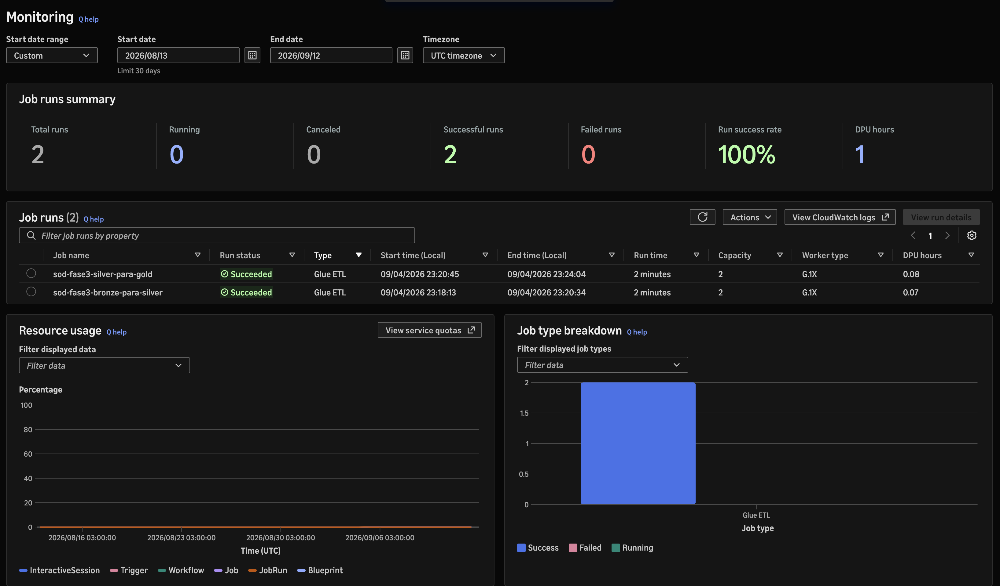 Monitoring Q help
Start date range Start date End date Timezone
Custom 2026/08/13 2026/09/12 UTC timezone
Limit 30 days
Job runs summary
Total runs Running Canceled Successful runs Failed runs Run success rate DPU hours
2 0 0 2 0 100% 1
Job runs (2) Q help Actions View CloudWatch logs View run details
Filter job runs by property 1
Job name Run status Type Start time (Local) End time (Local) Run time Capacity Worker type DPU hours
sod-fase3-silver-para-gold Succeeded Glue ETL 09/04/2026 23:20:45 09/04/2026 23:24:04 2 minutes 2 G.1X 0.08
sod-fase3-bronze-para-silver Succeeded Glue ETL 09/04/2026 23:18:13 09/04/2026 23:20:34 2 minutes 2 G.1X 0.07
Resource usage Q help View service quotas
Filter displayed data
Filter data
Percentage
100
80
60
40
20
0
2026/08/16 03:00:00 2026/08/23 03:00:00 2026/08/30 03:00:00 2026/09/06 03:00:00
Time (UTC)
InteractiveSession Trigger Workflow Job JobRun Blueprint
Job type breakdown Q help
Filter displayed job types
Filter data
2
1.5
1
0.5
0
Glue ETL
Job type
Success Failed Running